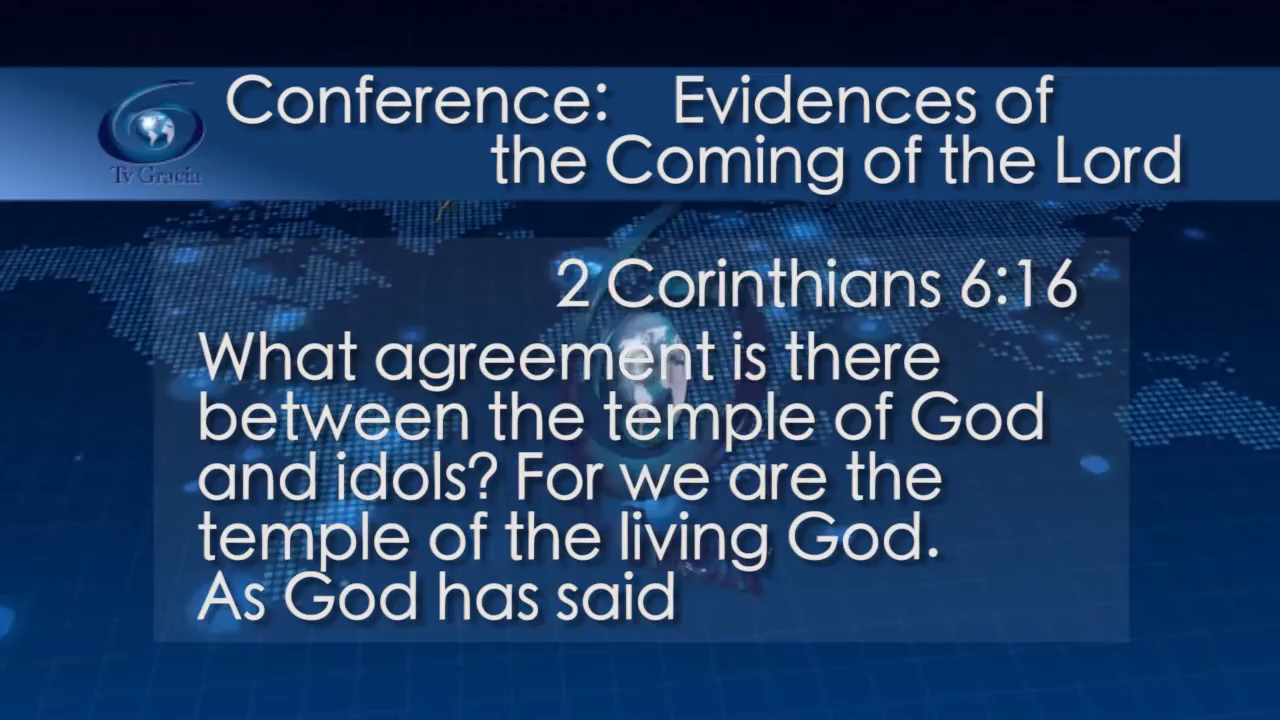 Conference: Evidences of
the Coming of the Lord
Tv Gracia
2 Corinthians 6:16
What agreement is there
between the temple of God
and idols? For we are the
temple of the living God.
As God has said